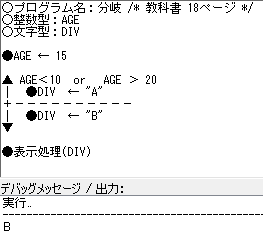 ○プログラム名：分岐 /* 教科書 18ページ */
○整数型：AGE
○文字型：DIV
●AGE ← 15
▲ AGE<10 or AGE > 20
| ●DIV ← "A"
+－－－－－－－－－－
| ●DIV ← "B"
▼
●表示処理(DIV)
デバッグメッセージ / 出力:
実行..
--------------------------------------------
B